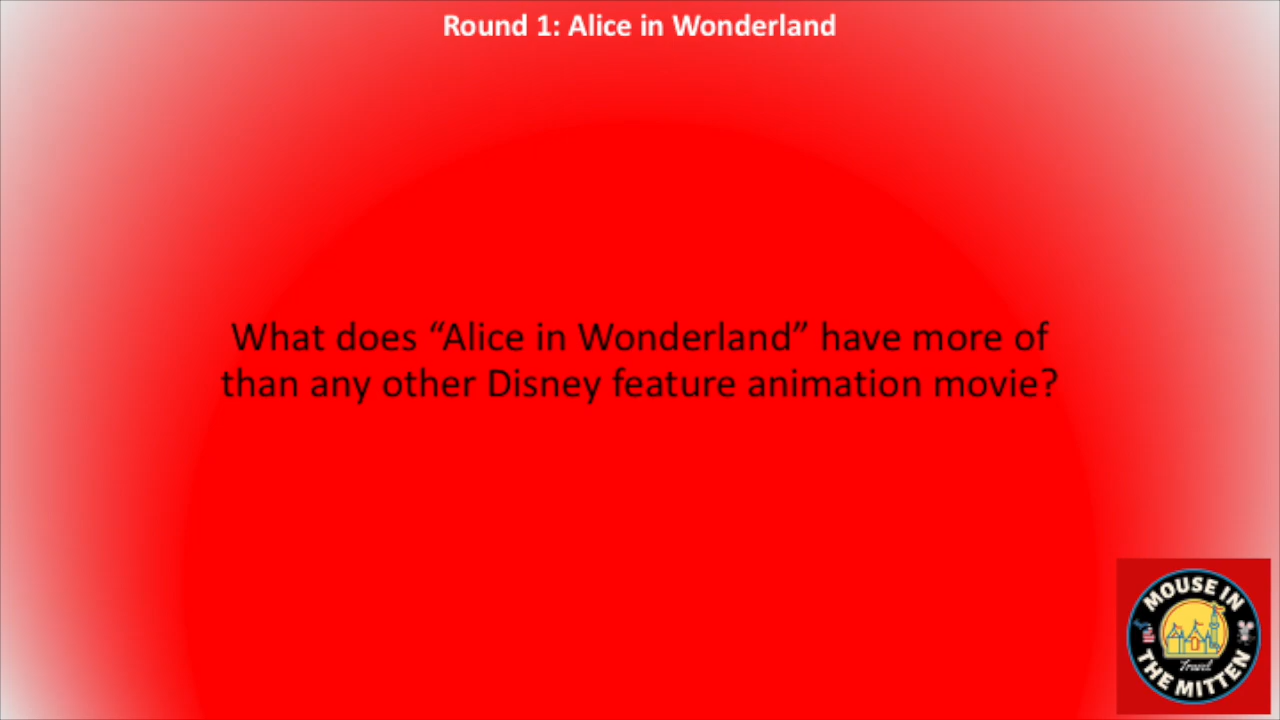 Round 1: Alice in Wonderland
What does “Alice in Wonderland” have more of
than any other Disney feature animation movie?
MOUSE IN
Travel
THE MITTEN